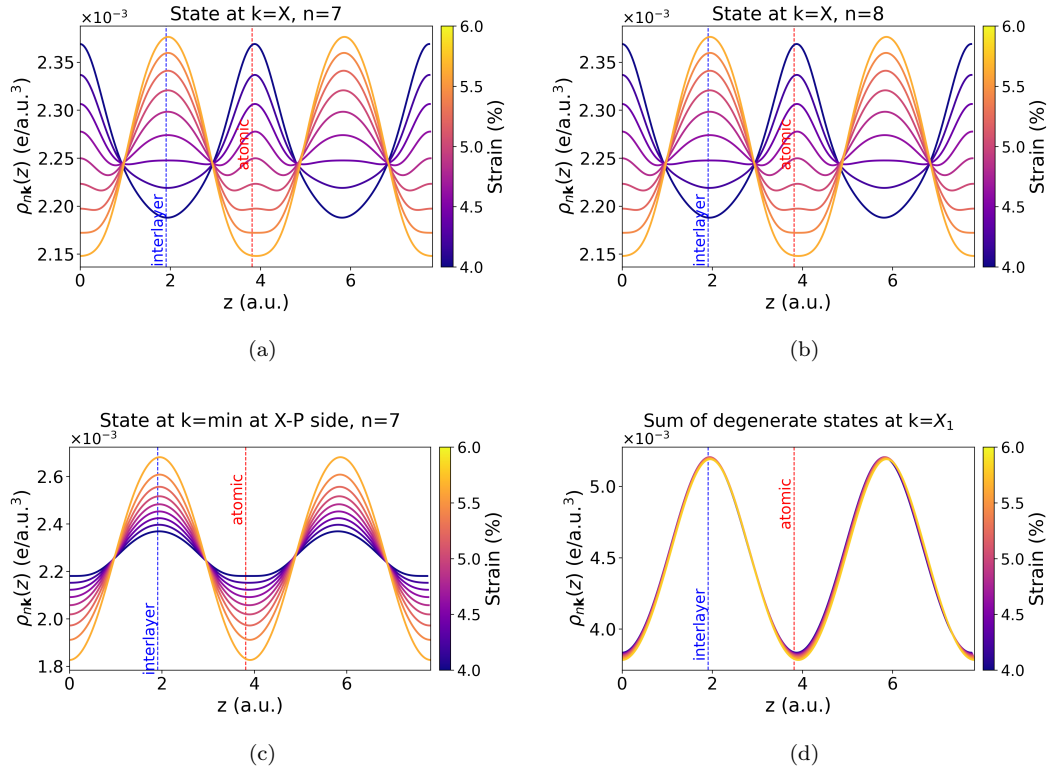 State at k=X, n=7
×10⁻³
2.35
2.30
2.25
2.20
2.15
ρₙ𝐤(z) (e/a.u.³)
0 2 4 6
z (a.u.)
interlayer
atomic
6.0
5.5
5.0
4.5
4.0
Strain (%)
(a)
State at k=X, n=8
×10⁻³
2.35
2.30
2.25
2.20
2.15
ρₙ𝐤(z) (e/a.u.³)
0 2 4 6
z (a.u.)
interlayer
atomic
6.0
5.5
5.0
4.5
4.0
Strain (%)
(b)
State at k=min at X-P side, n=7
×10⁻³
2.6
2.4
2.2
2.0
1.8
ρₙ𝐤(z) (e/a.u.³)
0 2 4 6
z (a.u.)
interlayer
atomic
6.0
5.5
5.0
4.5
4.0
Strain (%)
(c)
Sum of degenerate states at k=X₁
×10⁻³
5.0
4.5
4.0
ρₙ𝐤(z) (e/a.u.³)
0 2 4 6
z (a.u.)
interlayer
atomic
6.0
5.5
5.0
4.5
4.0
Strain (%)
(d)